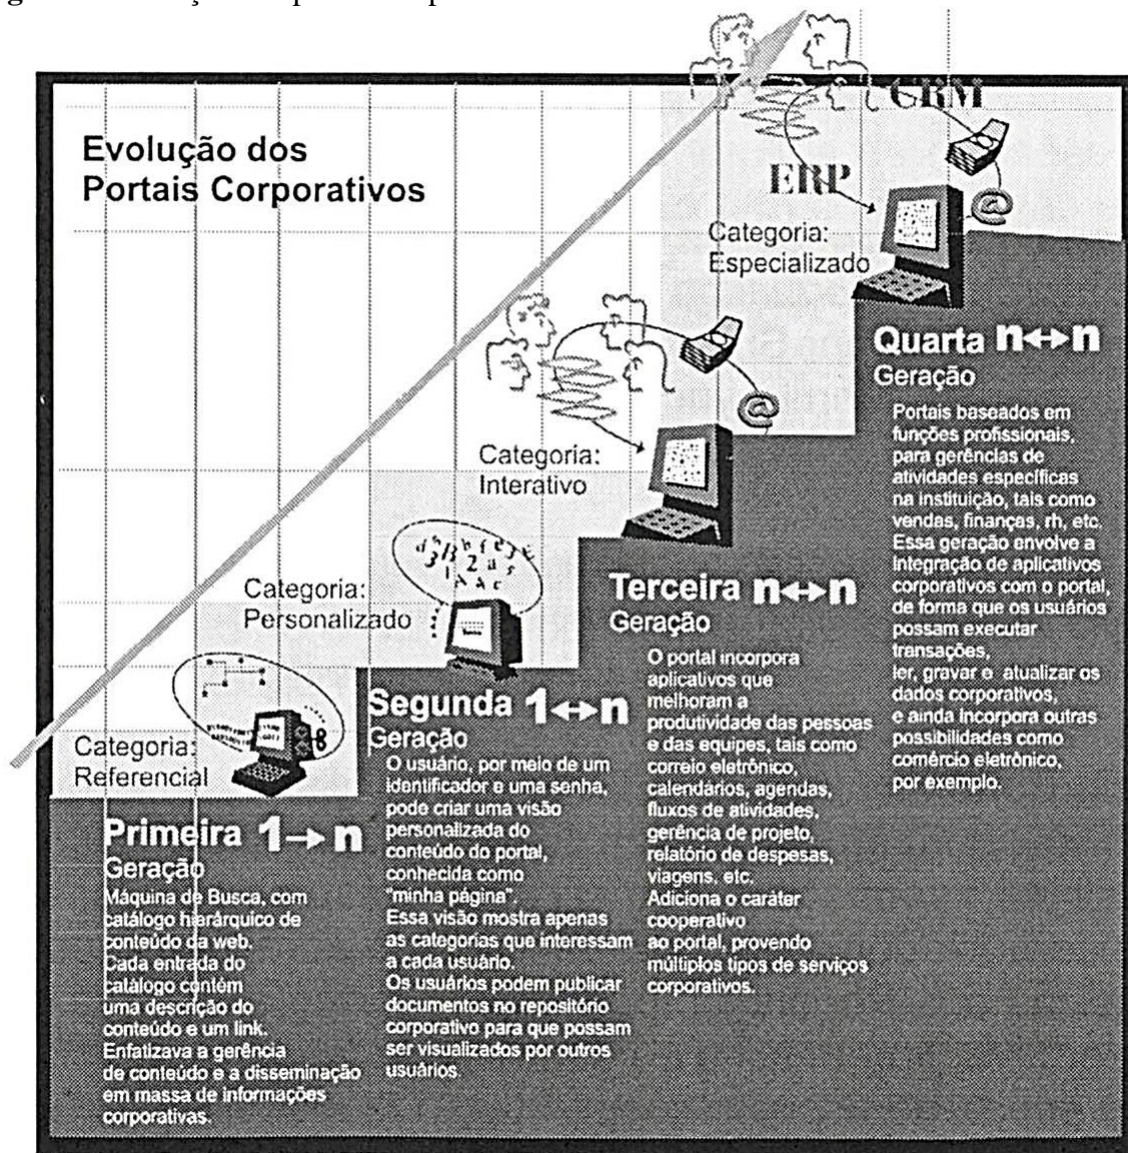 Evolução dos
Portais Corporativos
CRM
ERP
@
Categoria:
Especializado
Quarta n↔n
Geração
Portais baseados em
funções profissionais,
para gerências de
atividades específicas
na instituição, tais como
vendas, finanças, rh, etc.
Essa geração envolve a
integração de aplicativos
corporativos com o portal,
de forma que os usuários
possam executar
transações,
ler, gravar e atualizar os
dados corporativos,
e ainda incorpora outras
possibilidades como
comércio eletrônico,
por exemplo.
@
Categoria:
Interativo
Terceira n↔n
Geração
O portal incorpora
aplicativos que
melhoram a
produtividade das pessoas
e das equipes, tais como
correio eletrônico,
calendários, agendas,
fluxos de atividades,
gerência de projeto,
relatório de despesas,
viagens, etc.
Adiciona o caráter
cooperativo
ao portal, provendo
múltiplos tipos de serviços
corporativos.
Categoria:
Personalizado
Segunda 1↔n
Geração
O usuário, por meio de um
identificador e uma senha,
pode criar uma visão
personalizada do
conteúdo do portal,
conhecida como
"minha página".
Essa visão mostra apenas
as categorias que interessam
a cada usuário.
Os usuários podem publicar
documentos no repositório
corporativo para que possam
ser visualizados por outros
usuários.
Categoria:
Referencial
Primeira 1→n
Geração
Máquina de Busca, com
catálogo hierárquico de
conteúdo da web.
Cada entrada do
catálogo contém
uma descrição do
conteúdo e um link.
Enfatizava a gerência
de conteúdo e a disseminação
em massa de informações
corporativas.